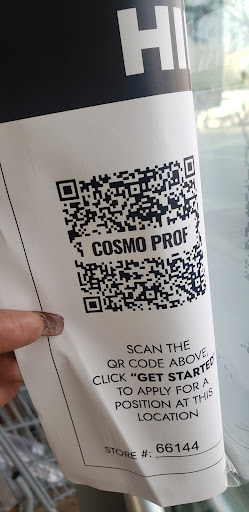 HI
COSMO PROF
SCAN THE
QR CODE ABOVE,
CLICK "GET STARTED"
TO APPLY FOR A
POSITION AT THIS
LOCATION
STORE #: 66144